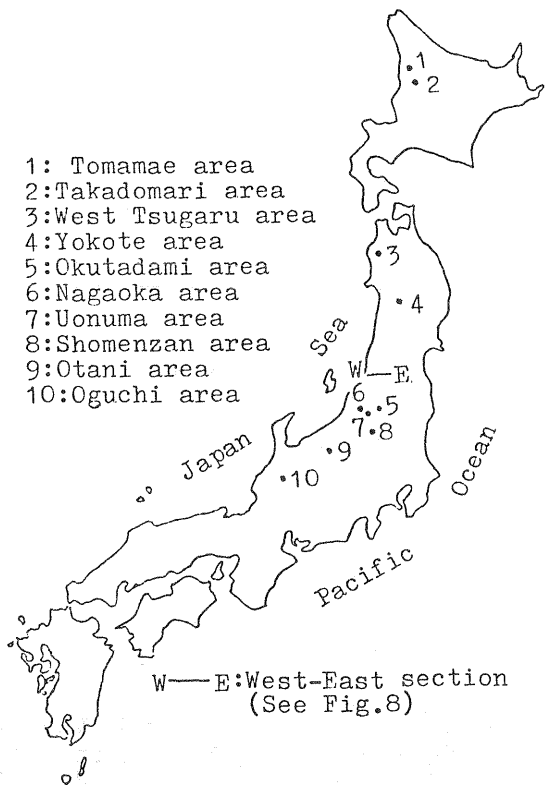 1
2
1: Tomamae area
2:Takadomari area
3:West Tsugaru area
4:Yokote area
5:Okutadami area
6:Nagaoka area
7:Uonuma area
8:Shomenzan area
9:Otani area
10:Oguchi area
3
4
Sea
W—E
6
5
7
8
9
10
Japan
Ocean
Pacific
W—E:West-East section
(See Fig.8)